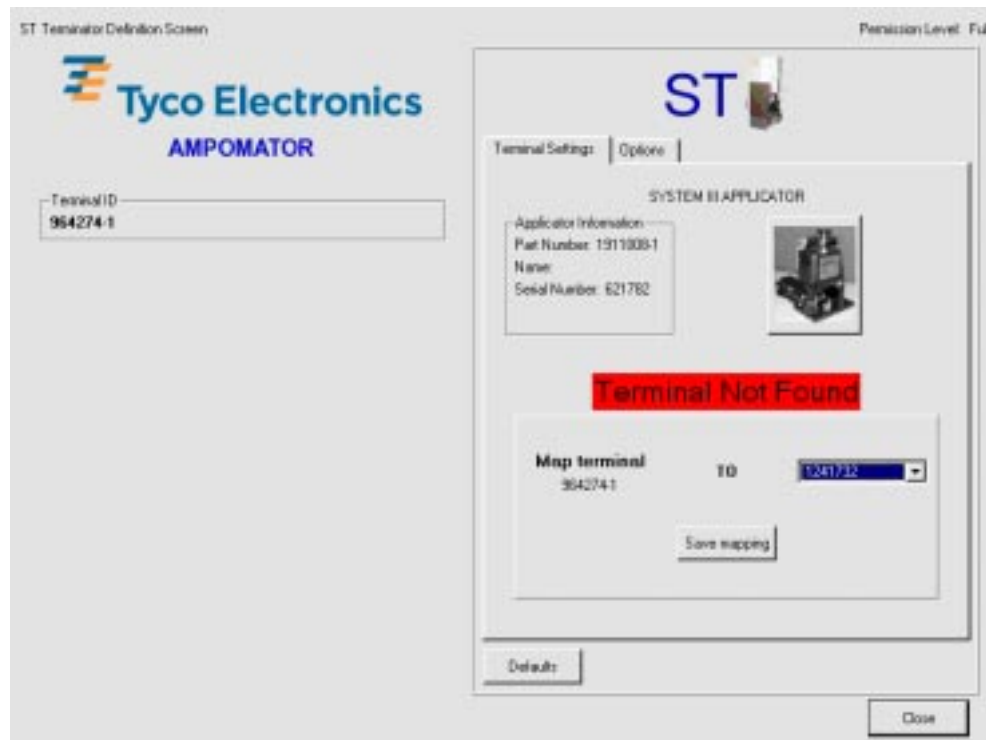 ST Terminator Definition Screen
Permission Level: Ful
Tyco Electronics
AMPOMATOR
Terminal ID
964274-1
ST
Terminal Settings
Options
SYSTEM III APPLICATOR
Applicator Information
Part Number: 1911008-1
Name:
Serial Number: 621782
Terminal Not Found
Map terminal
964274-1
TO
1241732
Save mapping
Defaults
Close